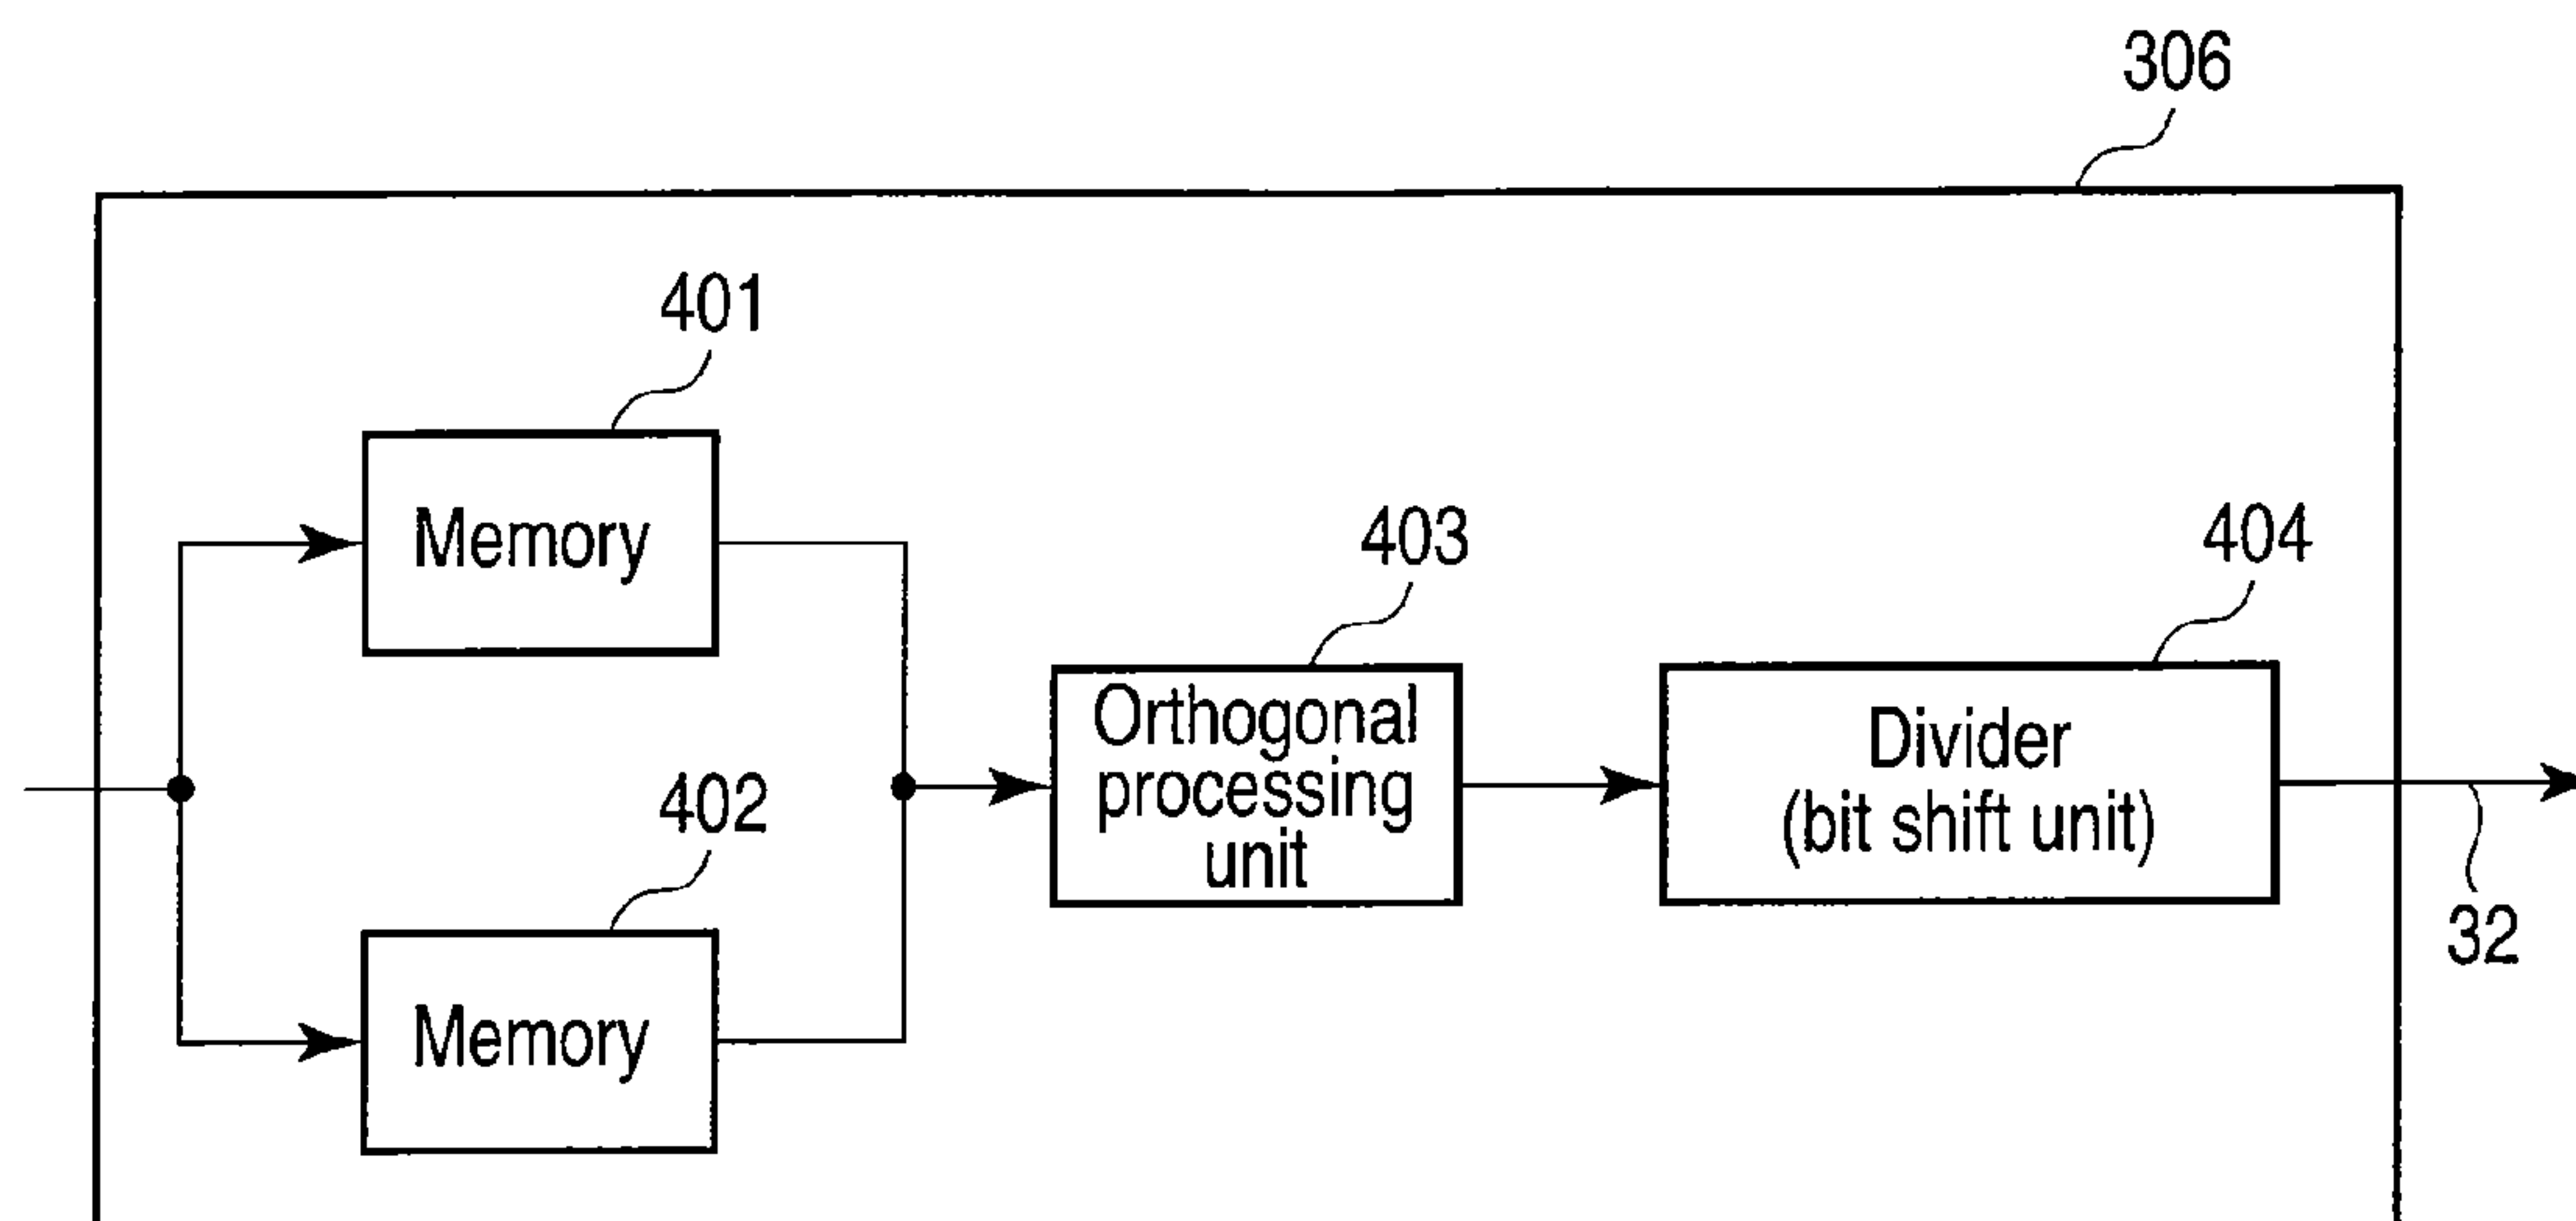 306
401
Memory
403
404
Orthogonal
processing
unit
Divider
(bit shift unit)
402
Memory
32